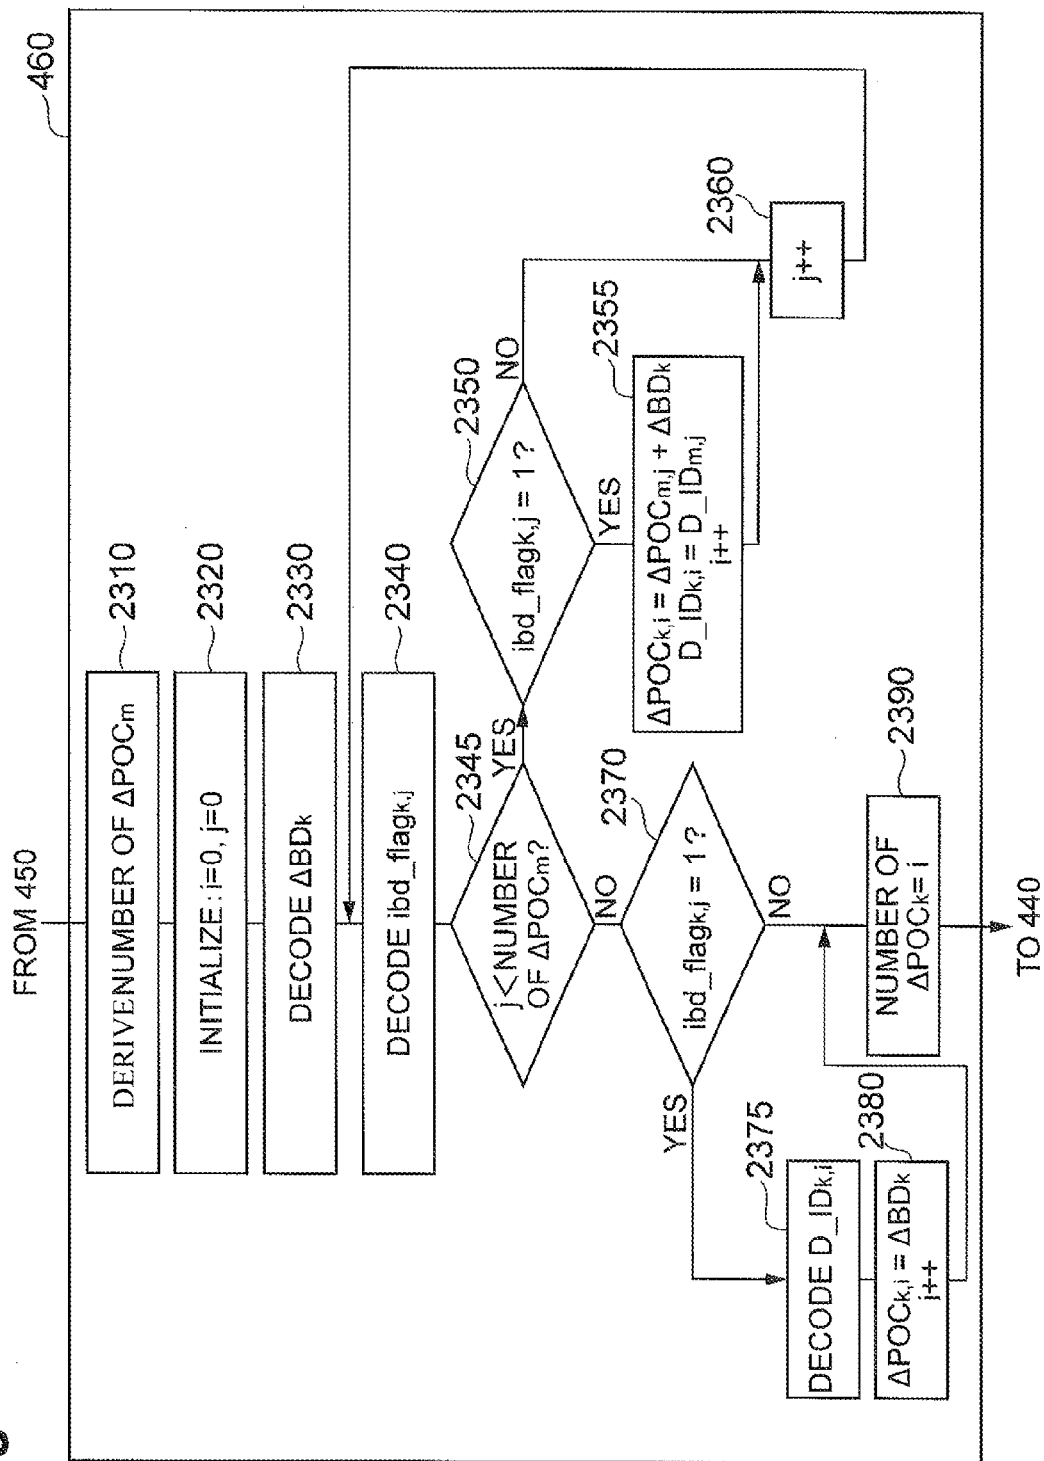 FROM 450
460
DERIVENUMBER OF ΔPOCm
2310
INITIALIZE : i=0, j=0
2320
DECODE ΔBDk
2330
DECODE ibd_flagk,j
2340
j<NUMBER
OF ΔPOCm?
2345
YES
NO
ibd_flagk,j = 1 ?
2350
NO
YES
ΔPOCk,i = ΔPOCm,j + ΔBDk
D_IDk,i = D_IDm,j
i++
2355
j++
2360
ibd_flagk,j = 1 ?
2370
YES
NO
DECODE D_IDk,i
2375
ΔPOCk,i = ΔBDk
i++
2380
NUMBER OF
ΔPOCk= i
2390
TO 440